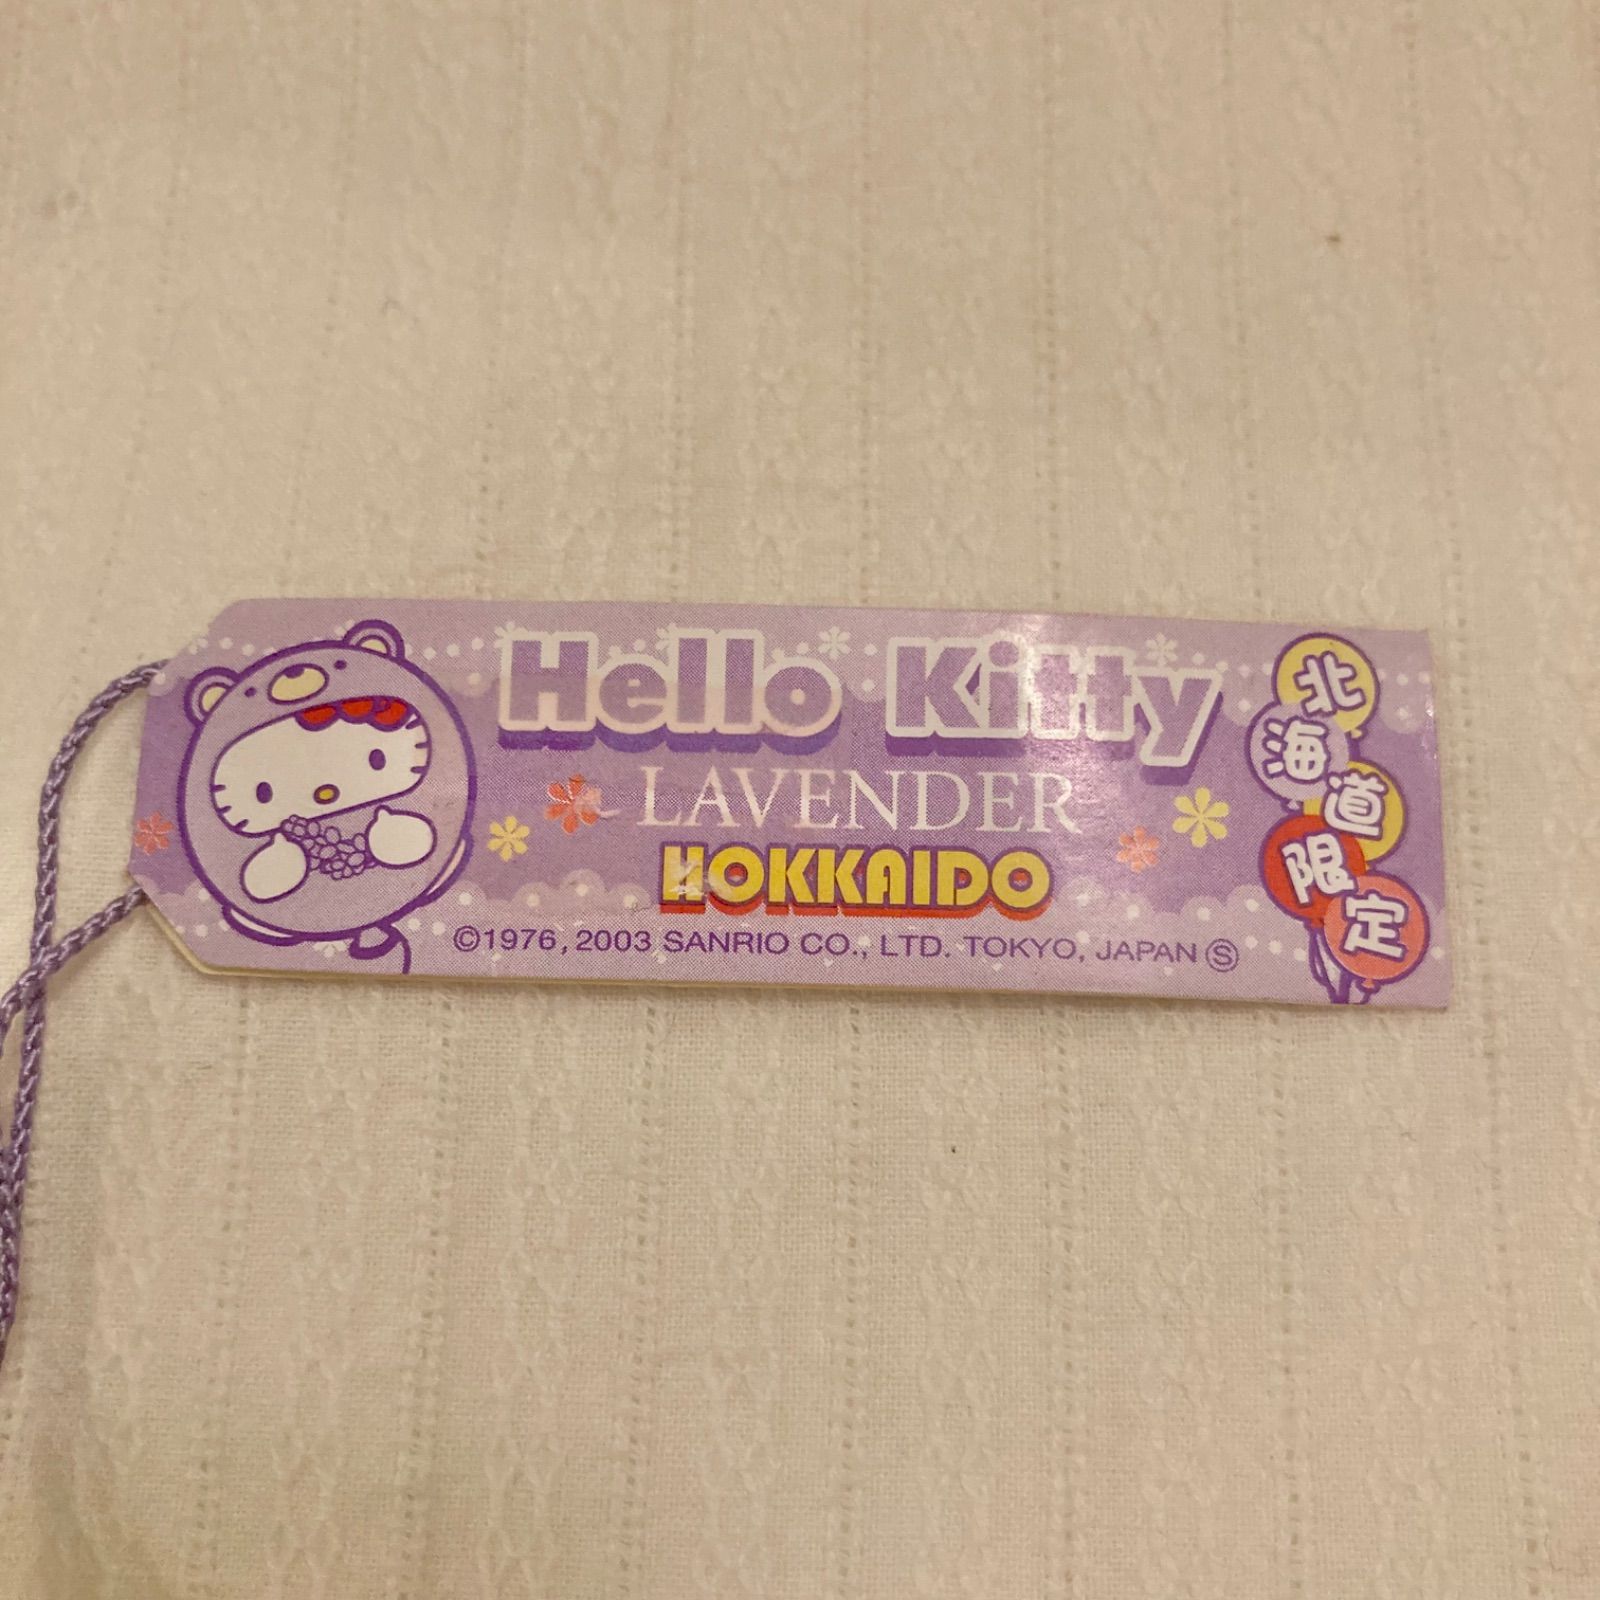 Hello Kitty
LAVENDER
HOKKAIDO
©1976, 2003 SANRIO CO., LTD. TOKYO, JAPAN Ⓢ
北海道限定